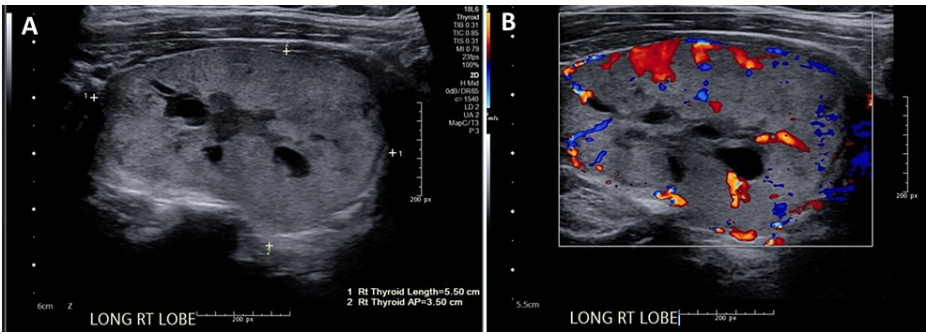 A
18L6
Thyroid
TIB 0.31
TIC 0.85
TIS 0.31
MI 0.79
23fps
100%
2D
H Mid
0dB/DR65
c= 1540
LD 2
UA 2
MapC/T3
P 3
1
1
200 px
1 Rt Thyroid Length=5.50 cm
2 Rt Thyroid AP=3.50 cm
6cm
Z
LONG RT LOBE
200 px
B
m/s
200 px
5.5cm
LONG RT LOBE
200 px